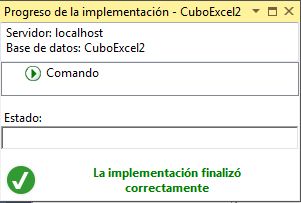 Progreso de la implementación - CuboExcel2
Servidor: localhost
Base de datos: CuboExcel2
Comando
Estado:
La implementación finalizó
correctamente